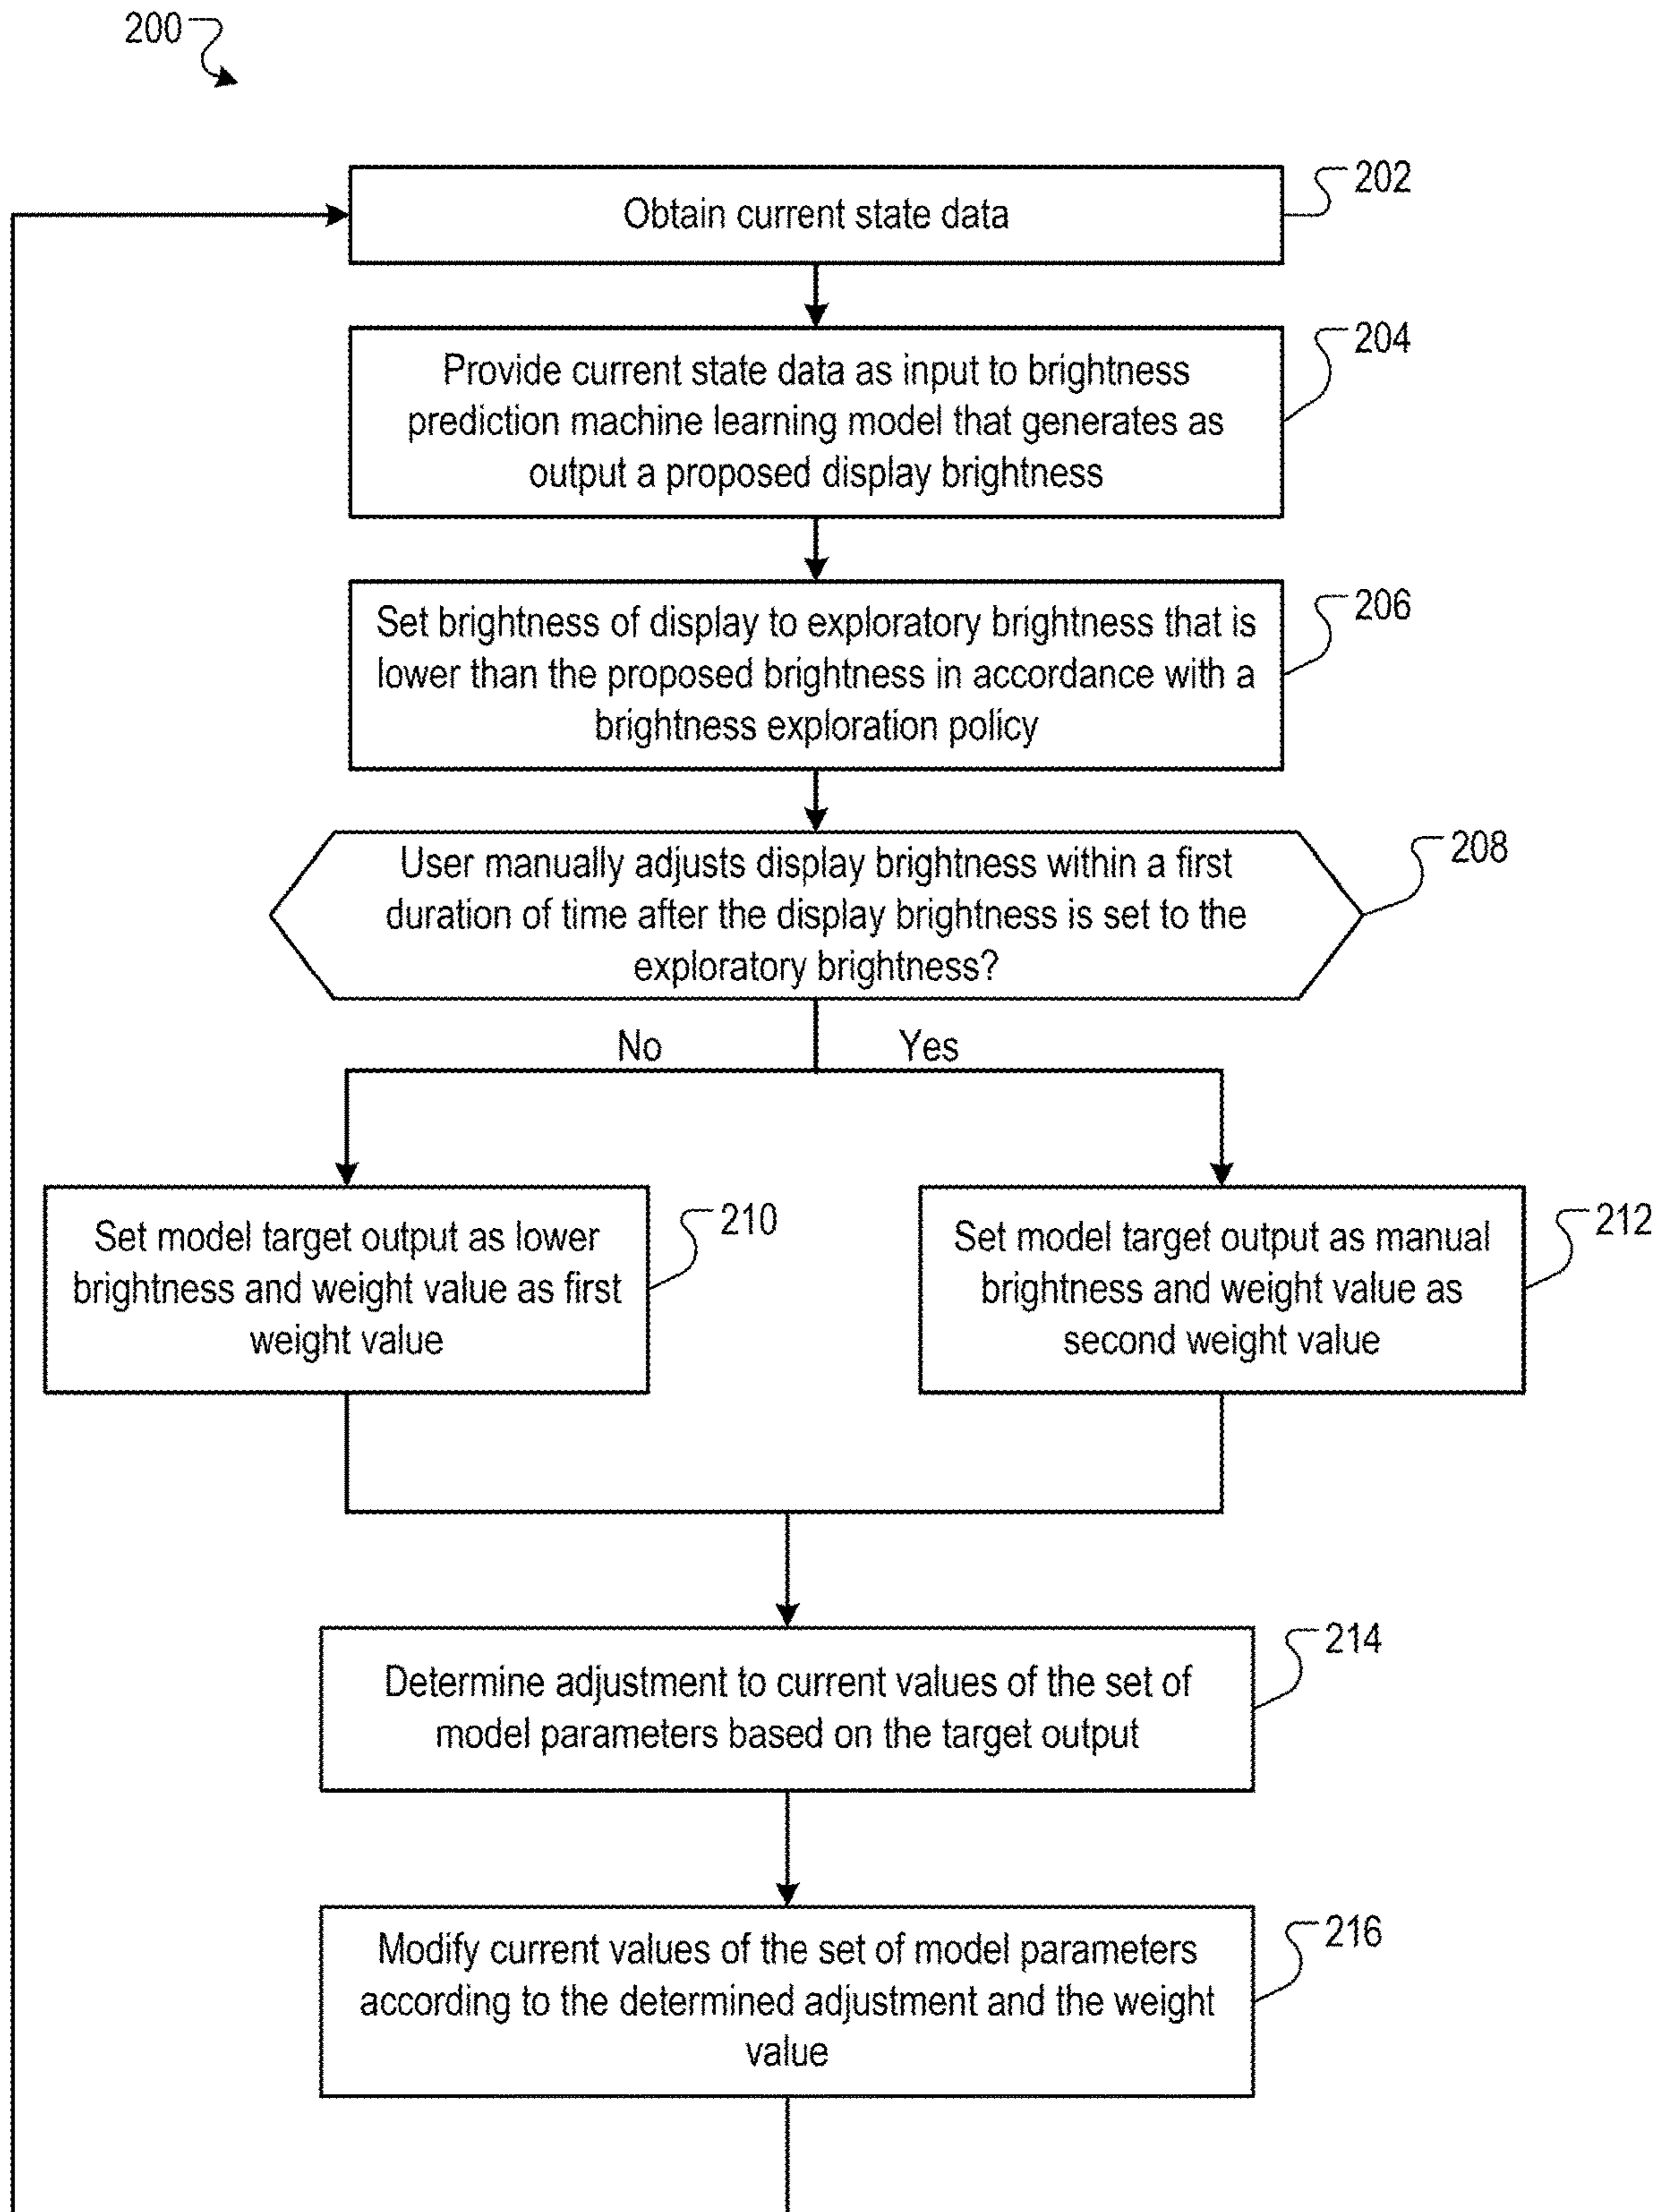 200
202
Obtain current state data
204
Provide current state data as input to brightness
prediction machine learning model that generates as
output a proposed display brightness
206
Set brightness of display to exploratory brightness that is
lower than the proposed brightness in accordance with a
brightness exploration policy
208
User manually adjusts display brightness within a first
duration of time after the display brightness is set to the
exploratory brightness?
No
Yes
210
Set model target output as lower
brightness and weight value as first
weight value
212
Set model target output as manual
brightness and weight value as
second weight value
214
Determine adjustment to current values of the set of
model parameters based on the target output
216
Modify current values of the set of model parameters
according to the determined adjustment and the weight
value